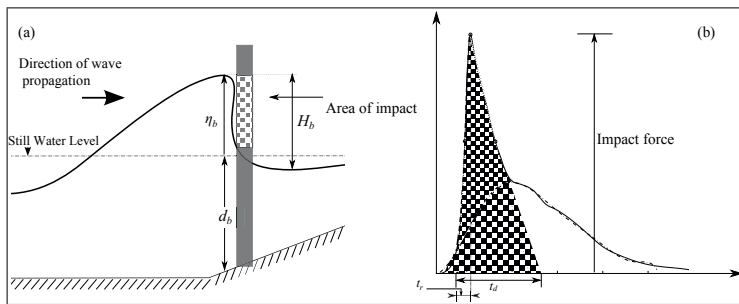 (a)
Direction of wave
propagation
Still Water Level
η_b
H_b
Area of impact
d_b
(b)
Impact force
t_r
t_d